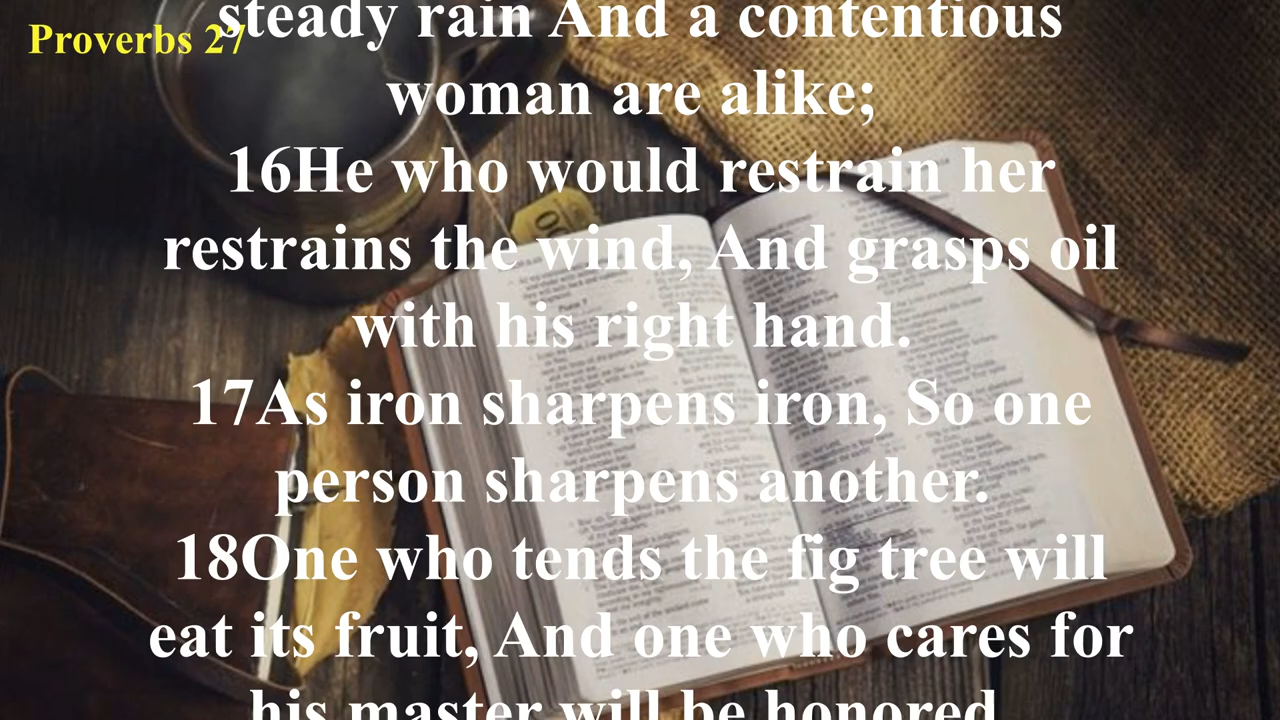 Proverbs 27
steady rain And a contentious
woman are alike;
16He who would restrain her
restrains the wind, And grasps oil
with his right hand.
17As iron sharpens iron, So one
person sharpens another.
18One who tends the fig tree will
eat its fruit, And one who cares for
his master will be honored